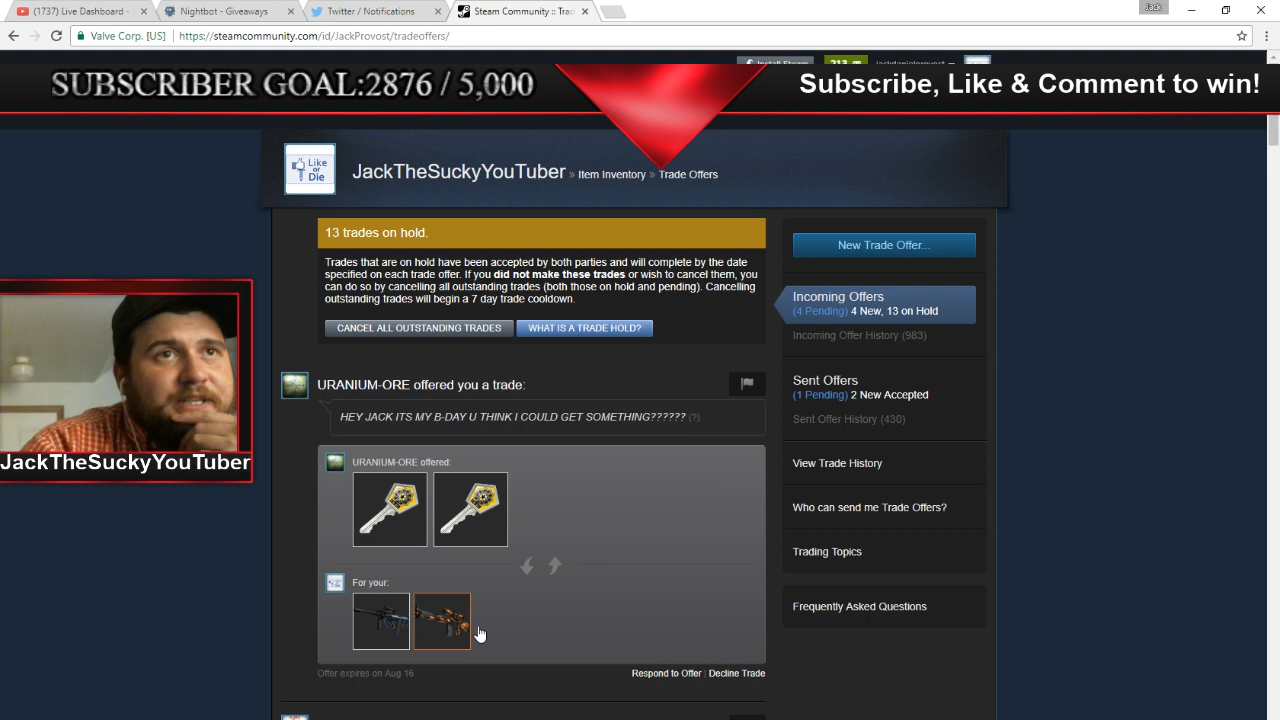 (1737) Live Dashboard -
Nightbot - Giveaways
Twitter / Notifications
Steam Community :: Trad
Jack
Valve Corp. [US]
https://steamcommunity.com/id/JackProvost/tradeoffers/
Install Steam
213
jackdanielprovost
SUBSCRIBER GOAL:2876 / 5,000
Subscribe, Like & Comment to win!
Like
or
Die
JackTheSuckyYouTuber » Item Inventory » Trade Offers
13 trades on hold.
Trades that are on hold have been accepted by both parties and will complete by the date
specified on each trade offer. If you did not make these trades or wish to cancel them, you
can do so by cancelling all outstanding trades (both those on hold and pending). Cancelling
outstanding trades will begin a 7 day trade cooldown.
CANCEL ALL OUTSTANDING TRADES
WHAT IS A TRADE HOLD?
URANIUM-ORE offered you a trade:
HEY JACK ITS MY B-DAY U THINK I COULD GET SOMETHING?????? (?)
URANIUM-ORE offered:
For your:
Offer expires on Aug 16
Respond to Offer | Decline Trade
New Trade Offer...
Incoming Offers
(4 Pending) 4 New, 13 on Hold
Incoming Offer History (983)
Sent Offers
(1 Pending) 2 New Accepted
Sent Offer History (430)
View Trade History
Who can send me Trade Offers?
Trading Topics
Frequently Asked Questions
JackTheSuckyYouTuber